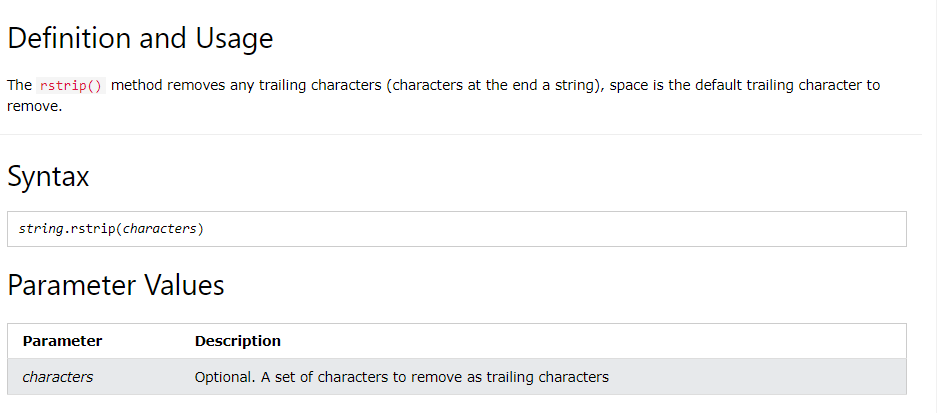 Definition and Usage
The rstrip() method removes any trailing characters (characters at the end a string), space is the default trailing character to
remove.
Syntax
string.rstrip(characters)
Parameter Values
Parameter Description
characters Optional. A set of characters to remove as trailing characters